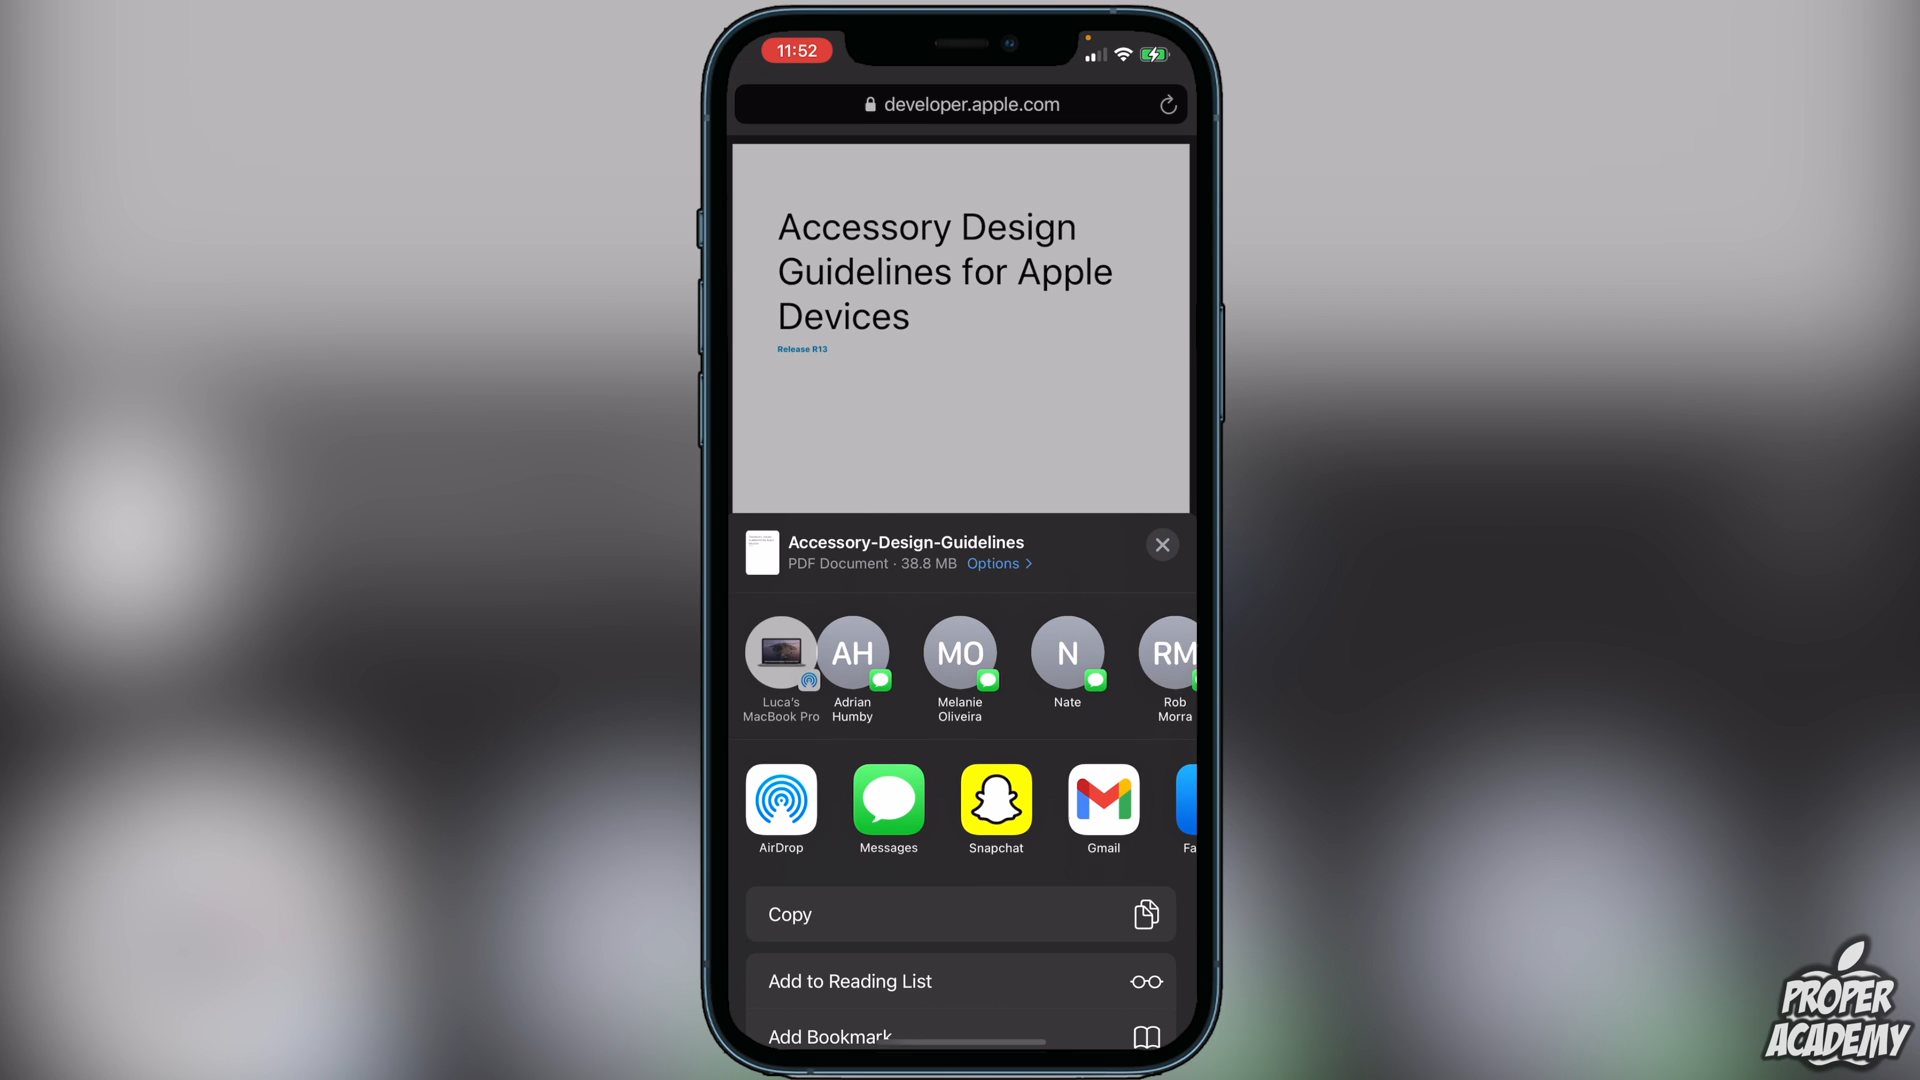 11:52
developer.apple.com
Accessory Design
Guidelines for Apple
Devices
Release R13
Accessory-Design-Guidelines
PDF Document · 38.8 MB Options >
AH
MO
N
RM
Luca's
MacBook Pro
Adrian
Humby
Melanie
Oliveira
Nate
Rob
Morra
AirDrop
Messages
Snapchat
Gmail
Fa
Copy
Add to Reading List
Add Bookmark
PROPER
ACADEMY